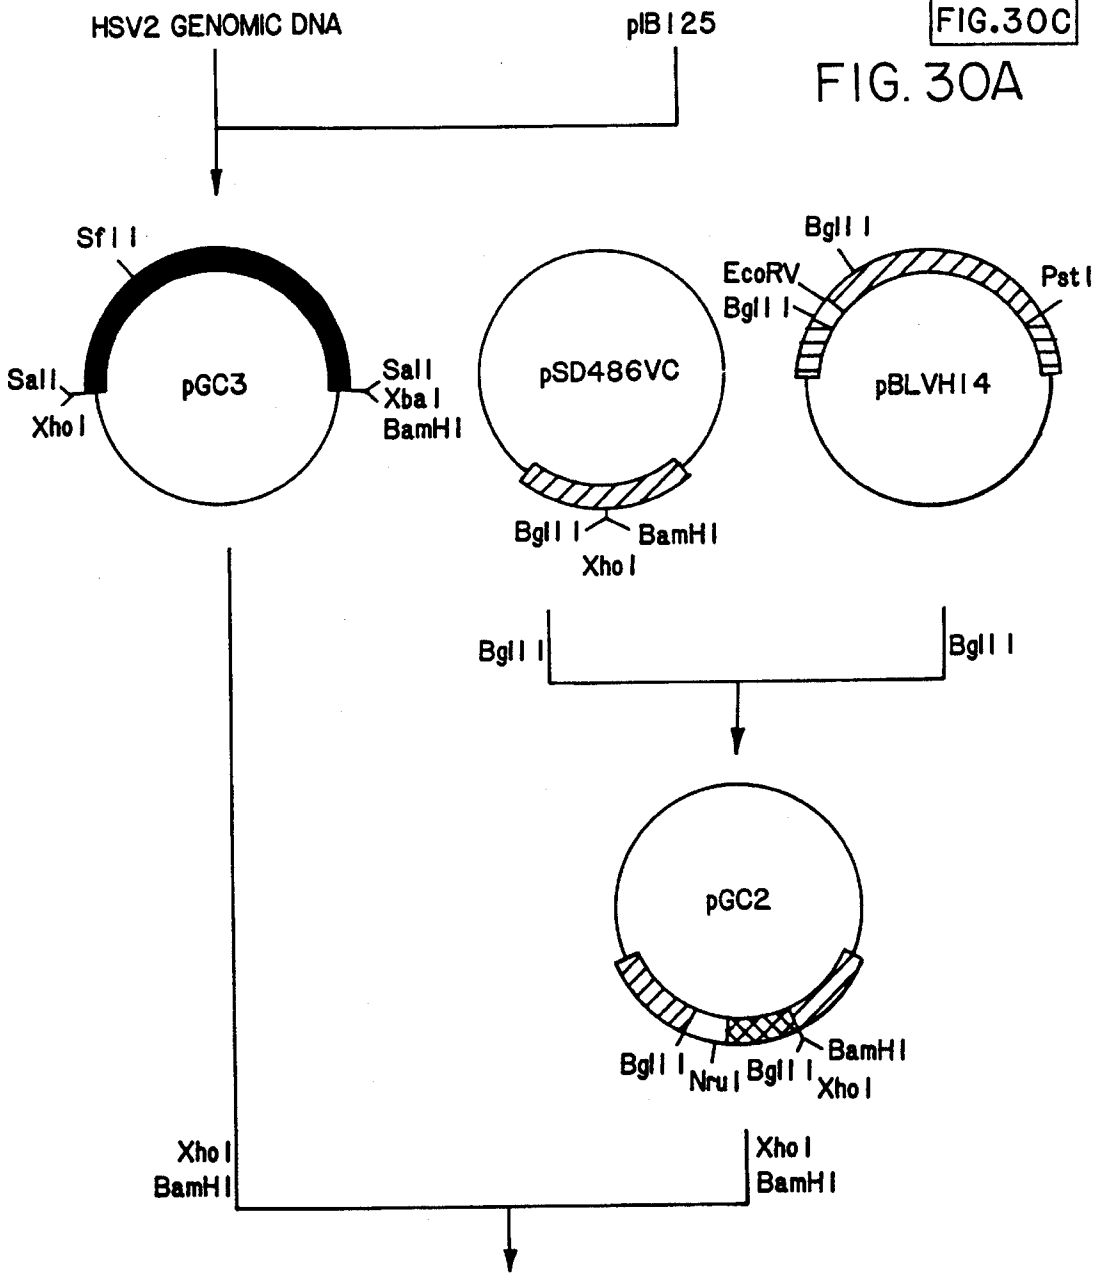 HSV2 GENOMIC DNA
pIB125
FIG.30C
FIG. 30A
SfiI
SalI
XhoI
pGC3
SalI
XbaI
BamHI
pSD486VC
BglII
BamHI
XhoI
BglII
EcoRV
BglII
PstI
pBLVH14
BglII
BglII
pGC2
BglII
NruI
BglII
BamHI
XhoI
XhoI
BamHI
XhoI
BamHI